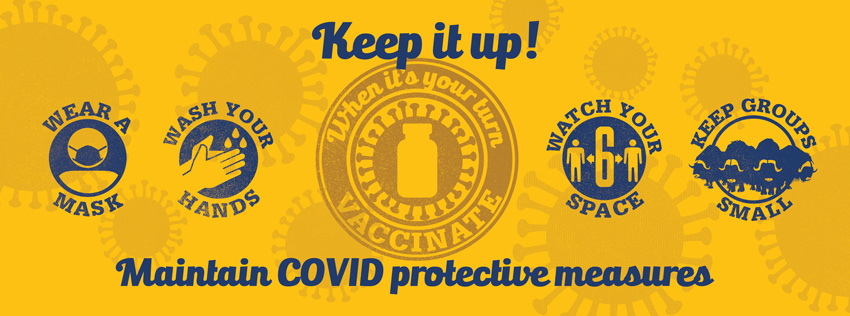 Keep it up!
WEAR A
MASK
WASH YOUR
HANDS
When it's your turn
VACCINATE
WATCH YOUR
6
SPACE
KEEP GROUPS
SMALL
Maintain COVID protective measures